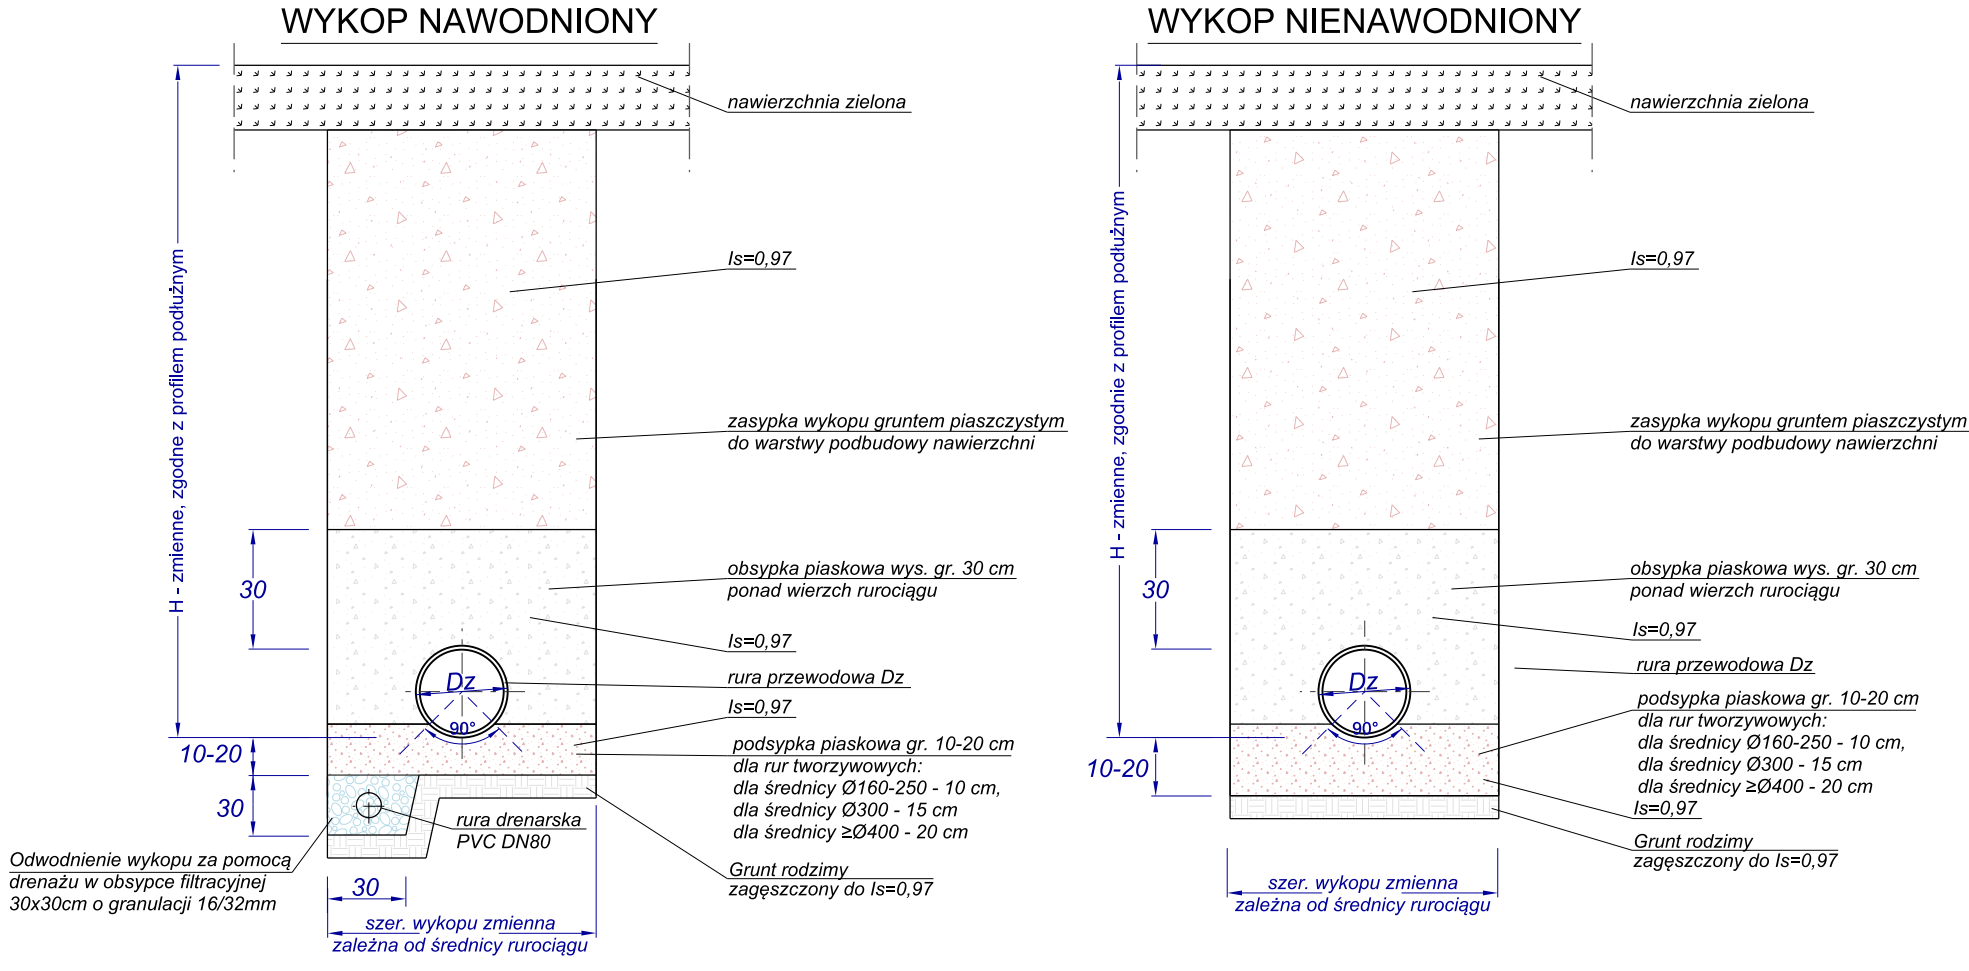 WYKOP NAWODNIONY
nawierzchnia zielona
H - zmienne, zgodne z profilem podłużnym
Is=0,97
zasypka wykopu gruntem piaszczystym
do warstwy podbudowy nawierzchni
30
obsypka piaskowa wys. gr. 30 cm
ponad wierzch rurociągu
Is=0,97
Dz
rura przewodowa Dz
Is=0,97
90°
10-20
podsypka piaskowa gr. 10-20 cm
dla rur tworzywowych:
dla średnicy Ø160-250 - 10 cm,
dla średnicy Ø300 - 15 cm
dla średnicy ≥Ø400 - 20 cm
30
rura drenarska
PVC DN80
Odwodnienie wykopu za pomocą
drenażu w obsypce filtracyjnej
30x30cm o granulacji 16/32mm
Grunt rodzimy
zagęszczony do Is=0,97
30
szer. wykopu zmienna
zależna od średnicy rurociągu
WYKOP NIENAWODNIONY
nawierzchnia zielona
H - zmienne, zgodnie z profilem podłużnym
Is=0,97
zasypka wykopu gruntem piaszczystym
do warstwy podbudowy nawierzchni
30
obsypka piaskowa wys. gr. 30 cm
ponad wierzch rurociągu
Is=0,97
Dz
rura przewodowa Dz
90°
10-20
podsypka piaskowa gr. 10-20 cm
dla rur tworzywowych:
dla średnicy Ø160-250 - 10 cm,
dla średnicy Ø300 - 15 cm
dla średnicy ≥Ø400 - 20 cm
Is=0,97
Grunt rodzimy
zagęszczony do Is=0,97
szer. wykopu zmienna
zależna od średnicy rurociągu